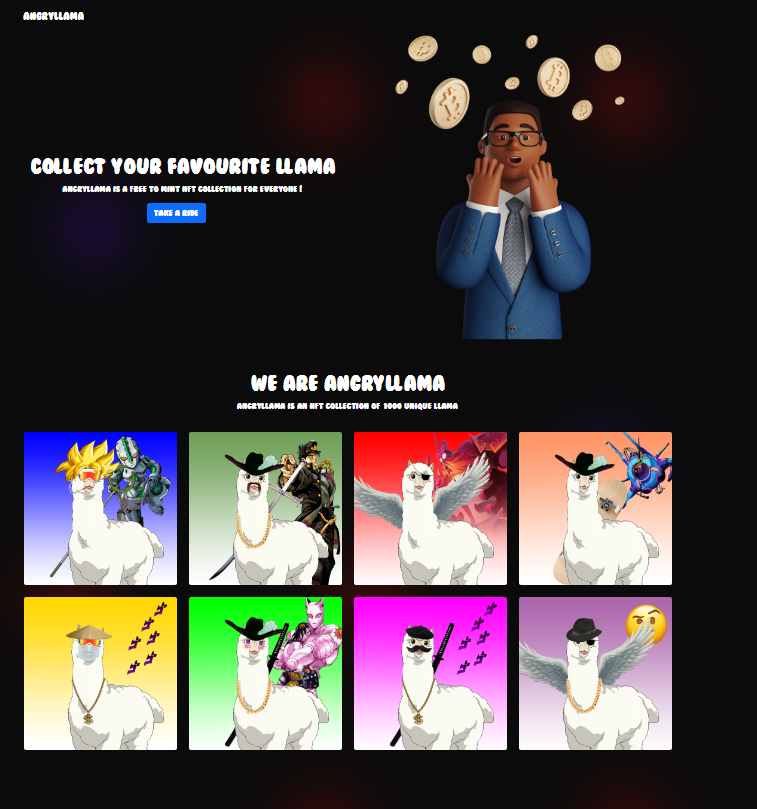 ANGRYLLAMA
COLLECT YOUR FAVOURITE LLAMA
ANGRYLLAMA IS A FREE TO MINT NFT COLLECTION FOR EVERYONE !
TAKE A RIDE
WE ARE ANGRYLLAMA
ANGRYLLAMA IS AN NFT COLLECTION OF 1000 UNIQUE LLAMA